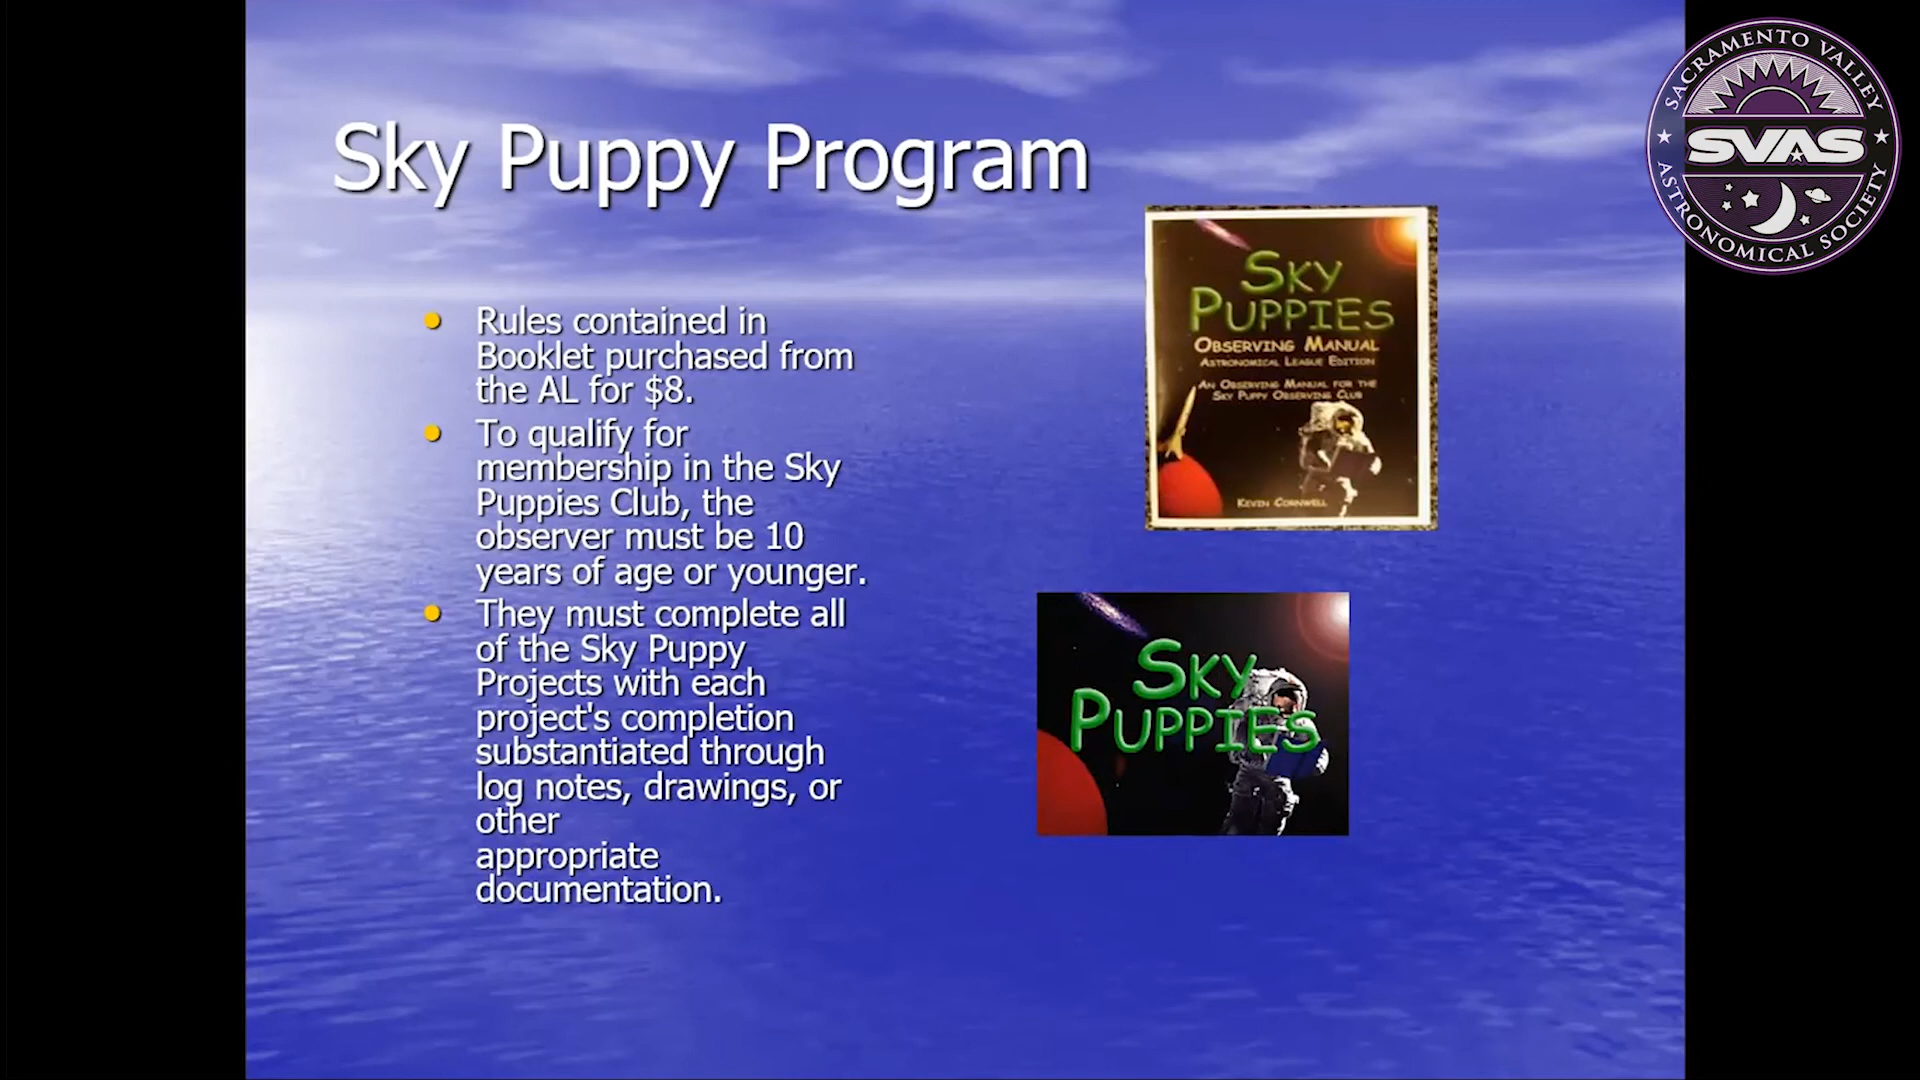 Sky Puppy Program
Rules contained in
Booklet purchased from
the AL for $8.
To qualify for
membership in the Sky
Puppies Club, the
observer must be 10
years of age or younger.
They must complete all
of the Sky Puppy
Projects with each
project's completion
substantiated through
log notes, drawings, or
other
appropriate
documentation.
SKY
PUPPIES
OBSERVING MANUAL
ASTRONOMICAL LEAGUE EDITION
AN OBSERVING MANUAL FOR THE
SKY PUPPY OBSERVING CLUB
KEVIN CORNWELL
SKY
PUPPIES
SACRAMENTO VALLEY
SVAS
ASTRONOMICAL SOCIETY